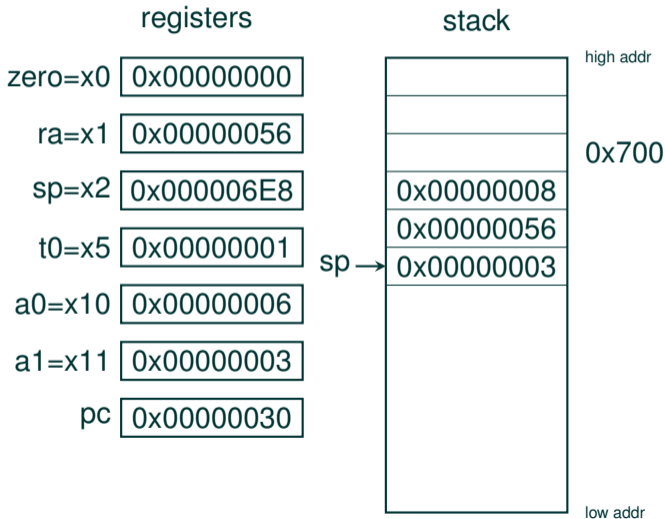 registers
zero=x0 0x00000000
ra=x1 0x00000056
sp=x2 0x000006E8
t0=x5 0x00000001
a0=x10 0x00000006
a1=x11 0x00000003
pc 0x00000030
stack
high addr
0x700
0x00000008
0x00000056
sp → 0x00000003
low addr